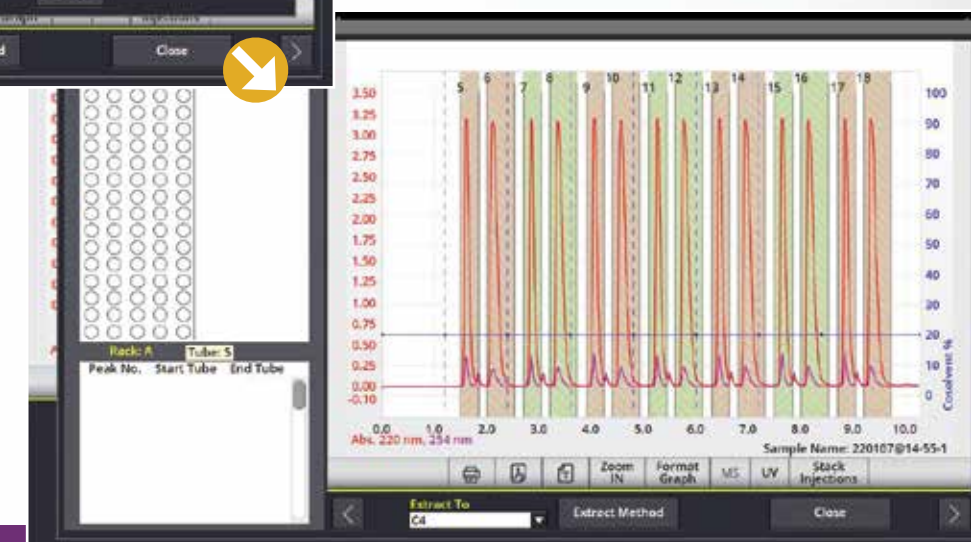 Close
Rack: A Tube: 5
Peak No. Start Tube End Tube
5 6 7 8 9 10 11 12 13 14 15 16 17 18
3.50
3.25
3.00
2.75
2.50
2.25
2.00
1.75
1.50
1.25
1.00
0.75
0.50
0.25
0.00
-0.10
100
90
80
70
60
50
40
30
20
10
0
Cosolvent %
0.0 1.0 2.0 3.0 4.0 5.0 6.0 7.0 8.0 9.0 10.0
Abs. 220 nm, 254 nm
Sample Name: 220107@14-55-1
Zoom IN Format Graph MS UV Stack Injections
Extract To
C4 Extract Method Close